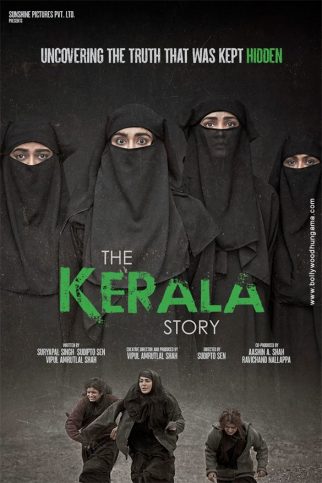 SUNSHINE PICTURES PVT. LTD.
PRESENTS
UNCOVERING THE TRUTH THAT WAS KEPT HIDDEN
THE
KERALA
STORY
www.bollywoodhungama.com
WRITTEN BY
SURYAPAL SINGH SUDIPTO SEN
VIPUL AMRUTLAL SHAH
CREATIVE DIRECTOR AND PRODUCED BY
VIPUL AMRUTLAL SHAH
DIRECTED BY
SUDIPTO SEN
CO-PRODUCED BY
AASHIN A. SHAH
RAVICHAND NALLAPPA